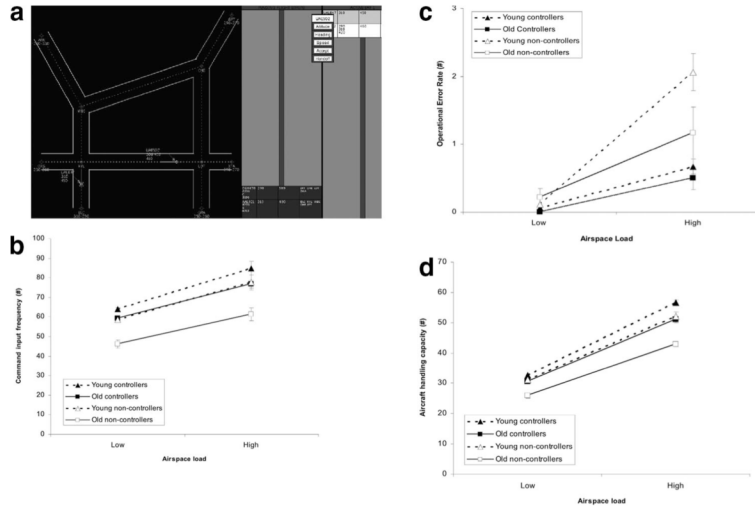 a
Altitude
Heading
Speed
b
Command input frequency (#)
100
90
80
70
60
50
40
30
20
10
0
Young controllers
Old controllers
Young non-controllers
Old non-controllers
Low
High
Airspace load
c
Operational Error Rate (#)
3
2
1
0
Young controllers
Old Controllers
Young non-controllers
Old non-controllers
Low
High
Airspace Load
d
Aircraft handling capacity (#)
70
60
50
40
30
20
10
0
Young controllers
Old controllers
Young non-controllers
Old non-controllers
Low
High
Airspace load